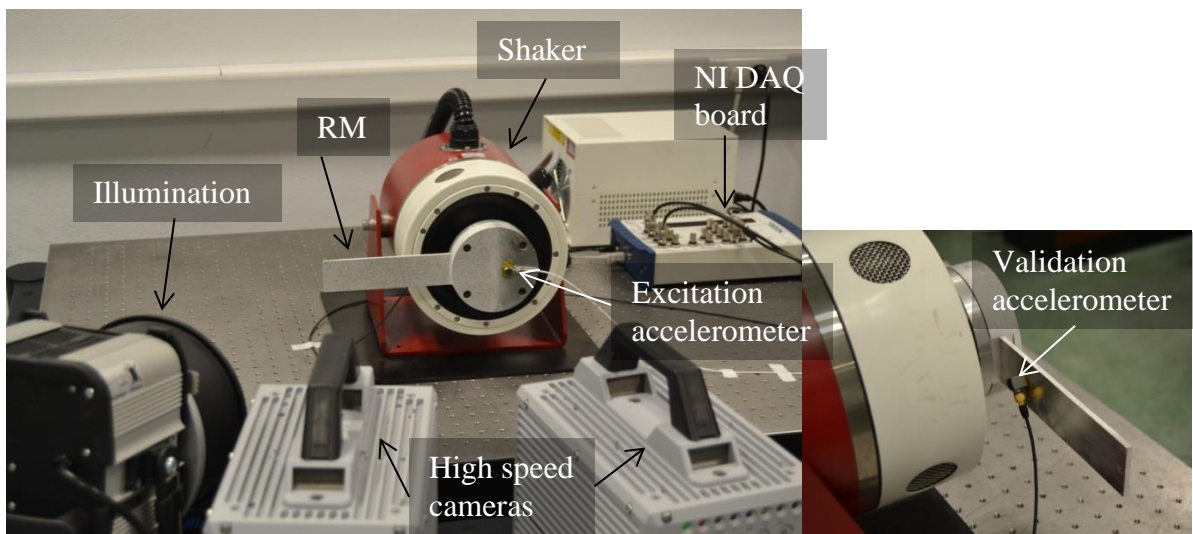 Shaker
NI DAQ
board
RM
Illumination
Validation
accelerometer
Excitation
accelerometer
High speed
cameras